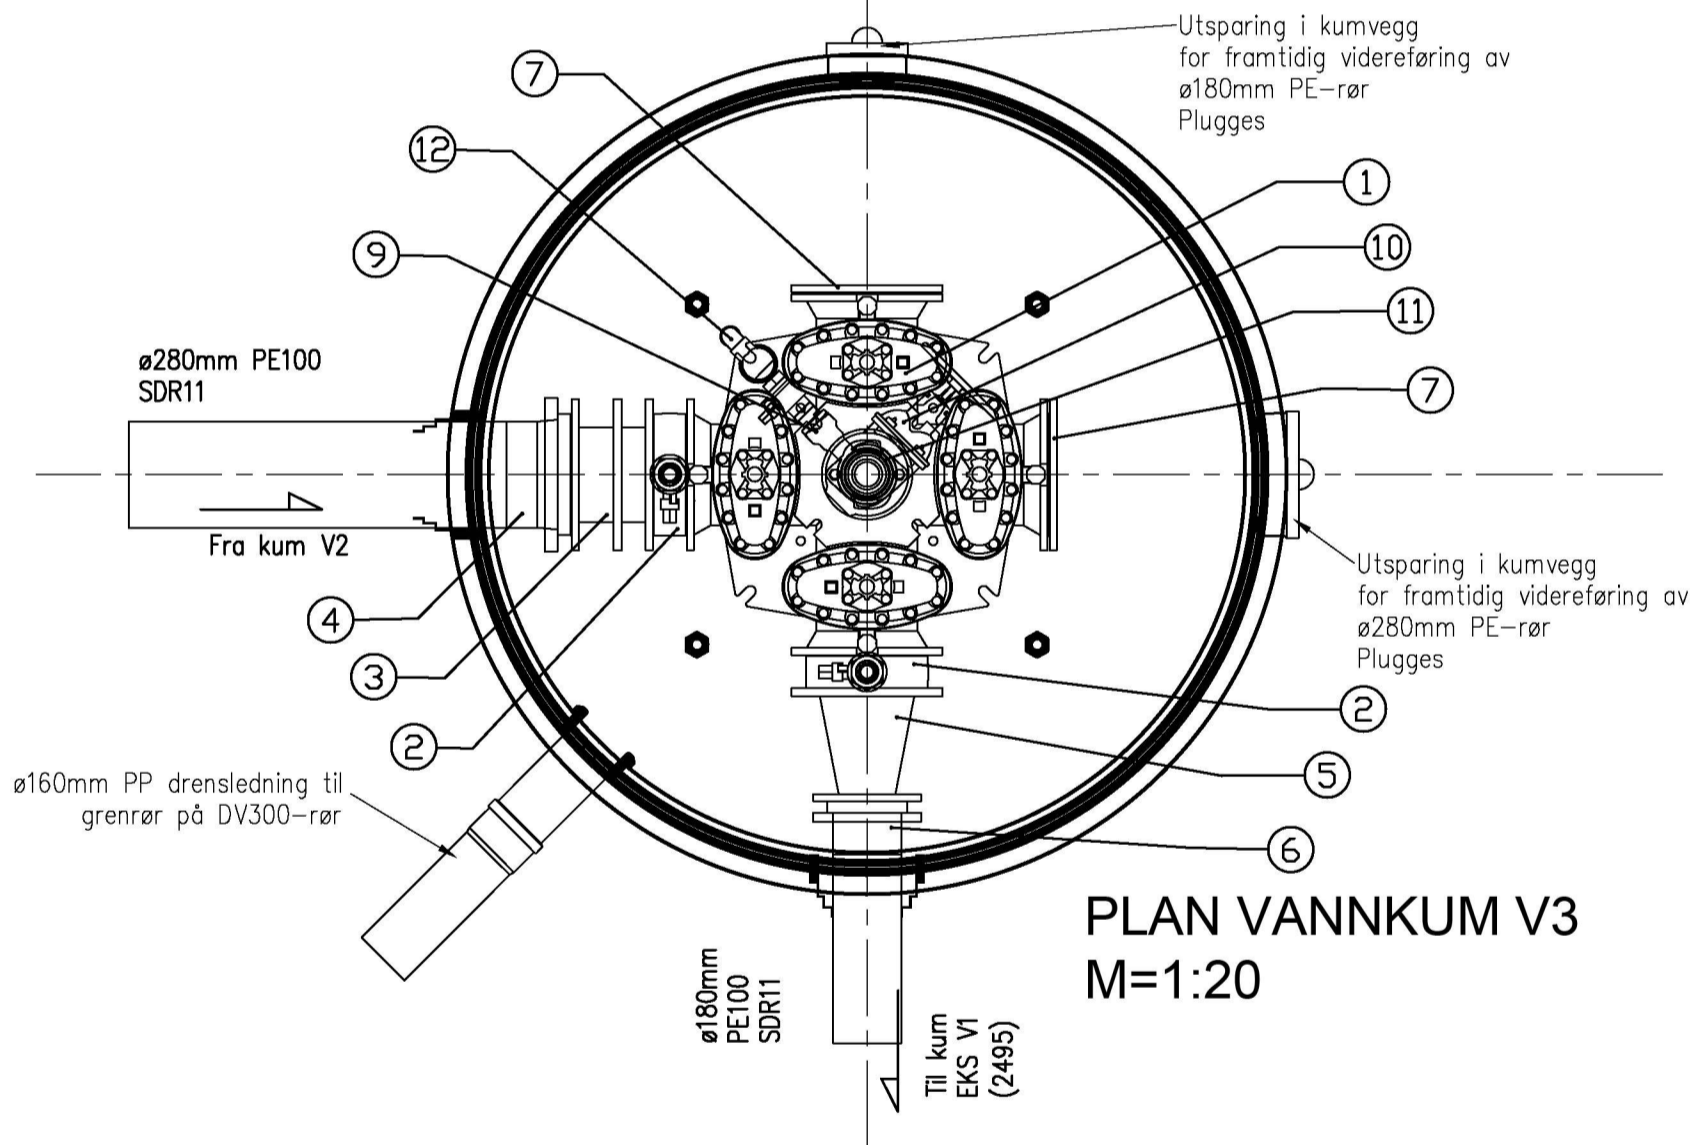 Utsparing i kumvegg
for framtidig videreføring av
ø180mm PE-rør
Plugges
7
12
1
9
10
11
7
ø280mm PE100
SDR11
Fra kum V2
Utsparing i kumvegg
for framtidig videreføring av
ø280mm PE-rør
Plugges
4
3
2
2
5
6
ø160mm PP drensledning til
grenrør på DV300-rør
PLAN VANNKUM V3
M=1:20
ø180mm
PE100
SDR11
Til kum
EKS V1
(2495)